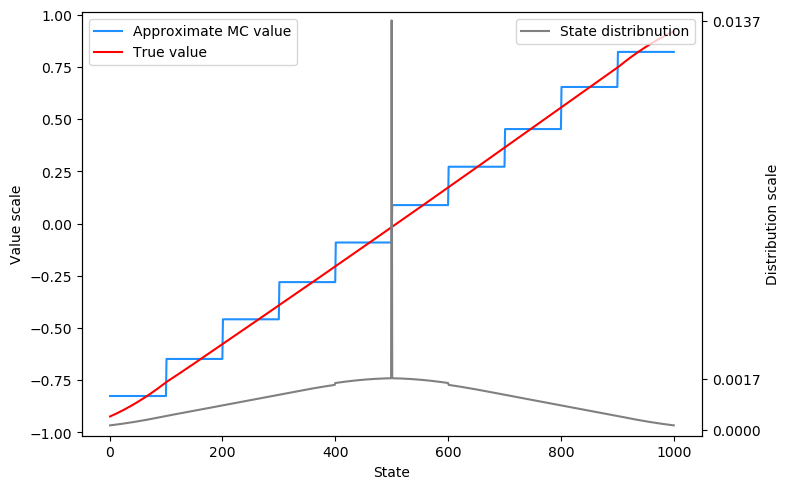 Approximate MC value
True value
State distribnution
1.00
0.75
0.50
0.25
0.00
−0.25
−0.50
−0.75
−1.00
Value scale
0.0137
0.0017
0.0000
Distribution scale
0 200 400 600 800 1000
State